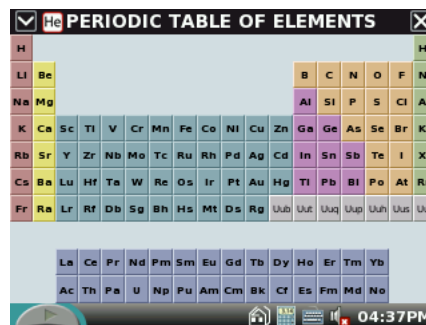 He PERIODIC TABLE OF ELEMENTS X
H H
LI Be B C N O F N
Na Mg Al SI P S Cl A
K Ca Sc TI V Cr Mn Fe Co NI Cu Zn Ga Ge As Se Br K
Rb Sr Y Zr Nb Mo Tc Ru Rh Pd Ag Cd In Sn Sb Te I X
Cs Ba Lu Hf Ta W Re Os Ir Pt Au Hg Tl Pb BI Po At R
Fr Ra Lr Rf Db Sg Bh Hs Mt Ds Rg Uub Uut Uuq Uup Uuh Uus U
La Ce Pr Nd Pm Sm Eu Gd Tb Dy Ho Er Tm Yb
Ac Th Pa U Np Pu Am Cm Bk Cf Es Fm Md No
04:37PM